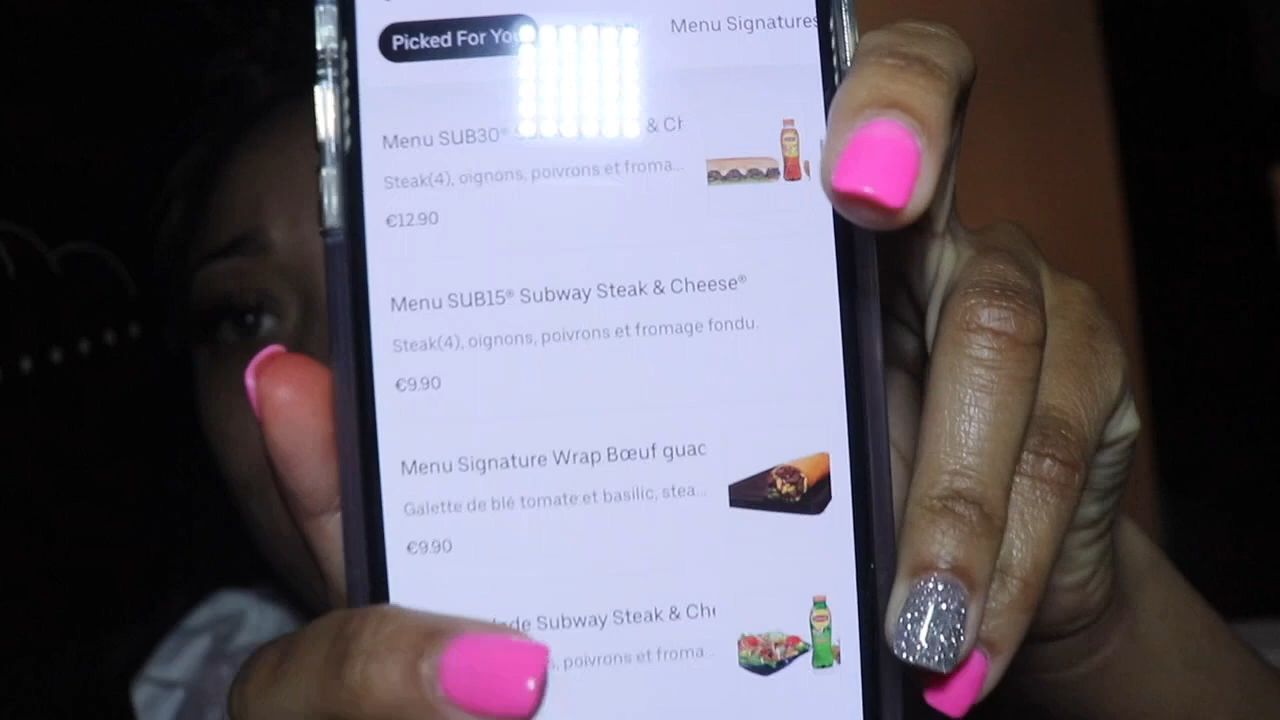 Picked For You
Menu Signatures
Menu SUB30® & Ch
Steak(4), oignons, poivrons et froma...
€12.90
Menu SUB15® Subway Steak & Cheese®
Steak(4), oignons, poivrons et fromage fondu.
€9.90
Menu Signature Wrap Bœuf guac
Galette de blé tomate et basilic, stea...
€9.90
Subway Steak & Che
poivrons et froma...